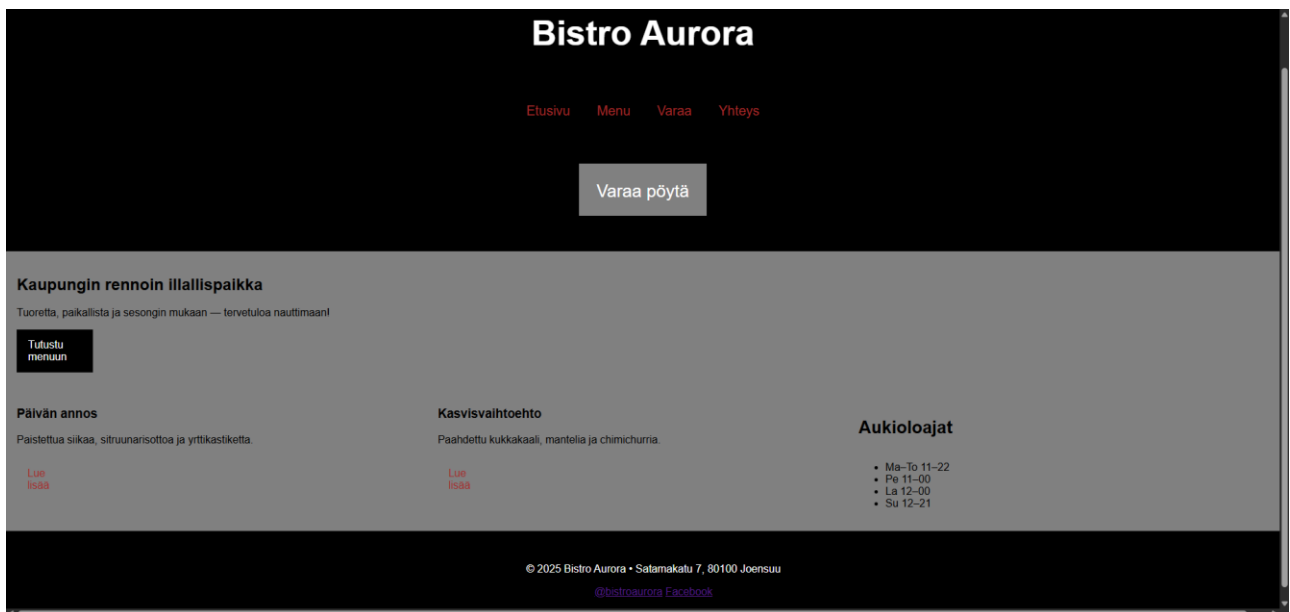 Bistro Aurora
Etusivu Menu Varaa Yhteys
Varaa pöytä
Kaupungin rennoin illallispaikka
Tuoretta, paikallista ja sesongin mukaan — tervetuloa nauttimaan!
Tutustu
menuun
Päivän annos
Paistettua siikaa, sitruunarisottoa ja yrttikastiketta.
Lue
lisää
Kasvisvaihtoehto
Paahdettu kukkakaali, mantelia ja chimichurria.
Lue
lisää
Aukioloajat
• Ma–To 11–22
• Pe 11–00
• La 12–00
• Su 12–21
© 2025 Bistro Aurora • Satamakatu 7, 80100 Joensuu
@bistroaurora Facebook